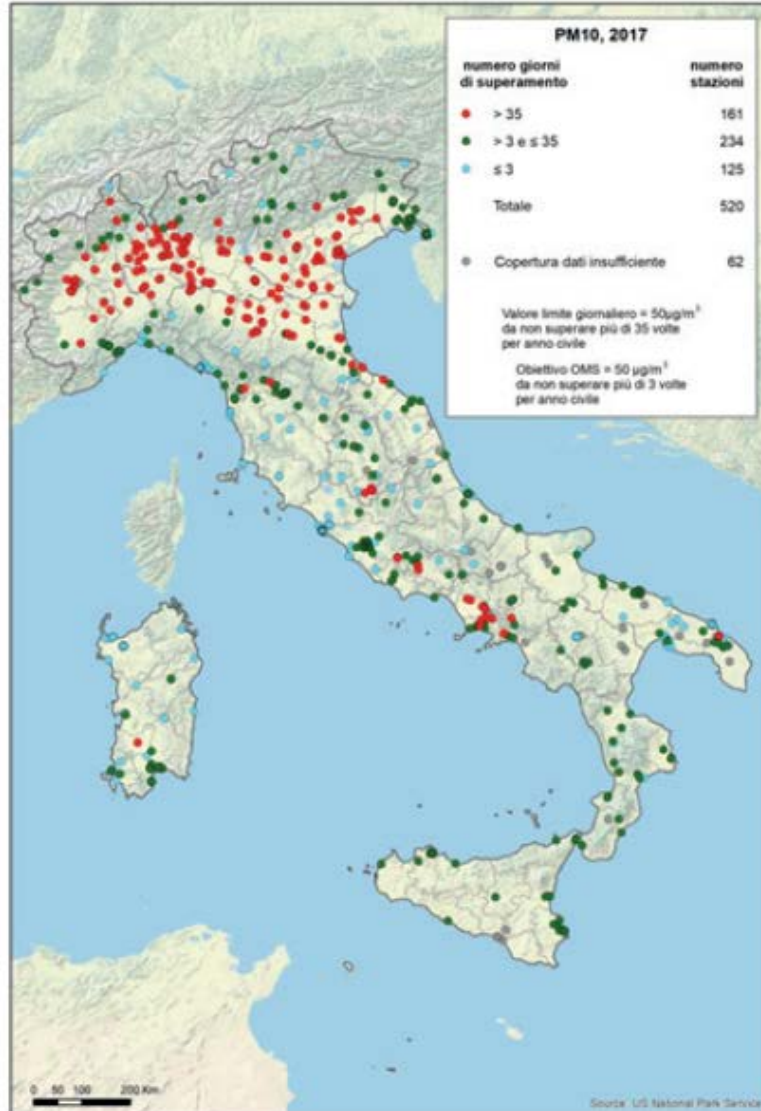 PM10, 2017
numero giorni di superamento
numero stazioni
> 35 161
> 3 e ≤ 35 234
≤ 3 125
Totale 520
Copertura dati insufficiente 62
Valore limite giornaliero = 50µg/m³
da non superare più di 35 volte
per anno civile
Obiettivo OMS = 50 µg/m³
da non superare più di 3 volte
per anno civile
0 50 100 200 Km
Source: US National Park Service